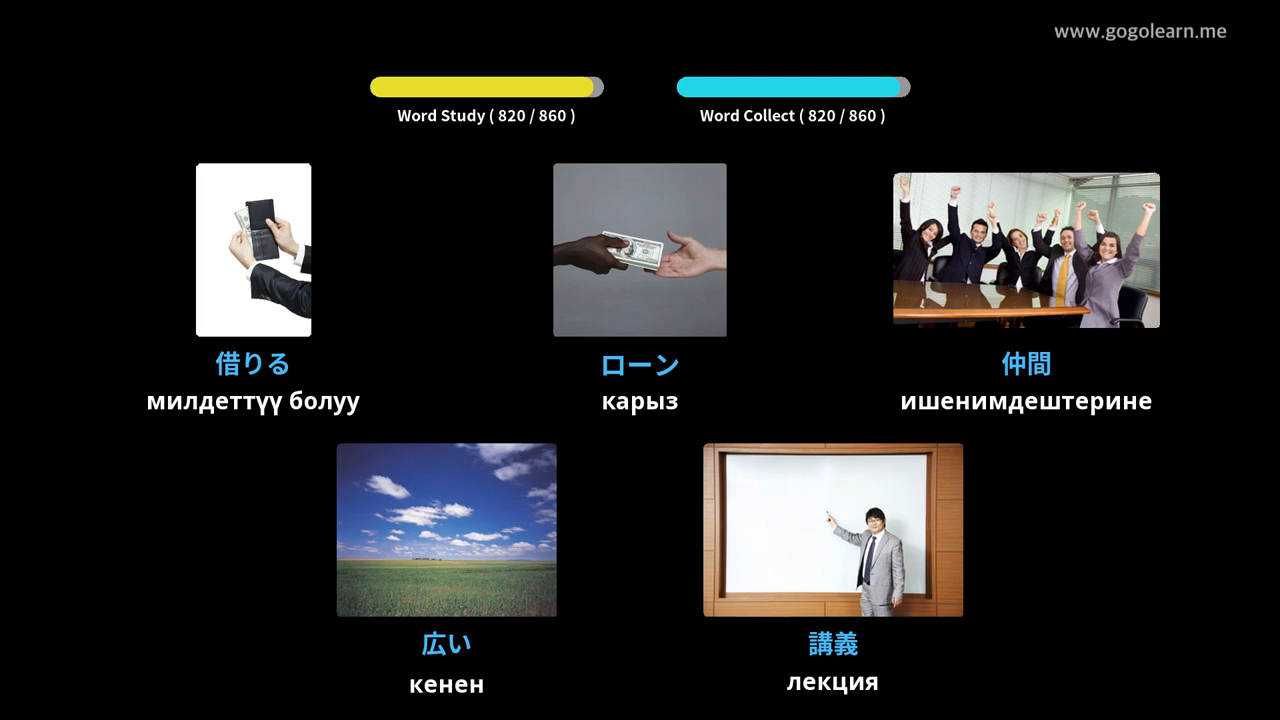 www.gogolearn.me
Word Study ( 820 / 860 )
Word Collect ( 820 / 860 )
借りる
милдеттүү болуу
ローン
карыз
仲間
ишенимдештерине
広い
кенен
講義
лекция